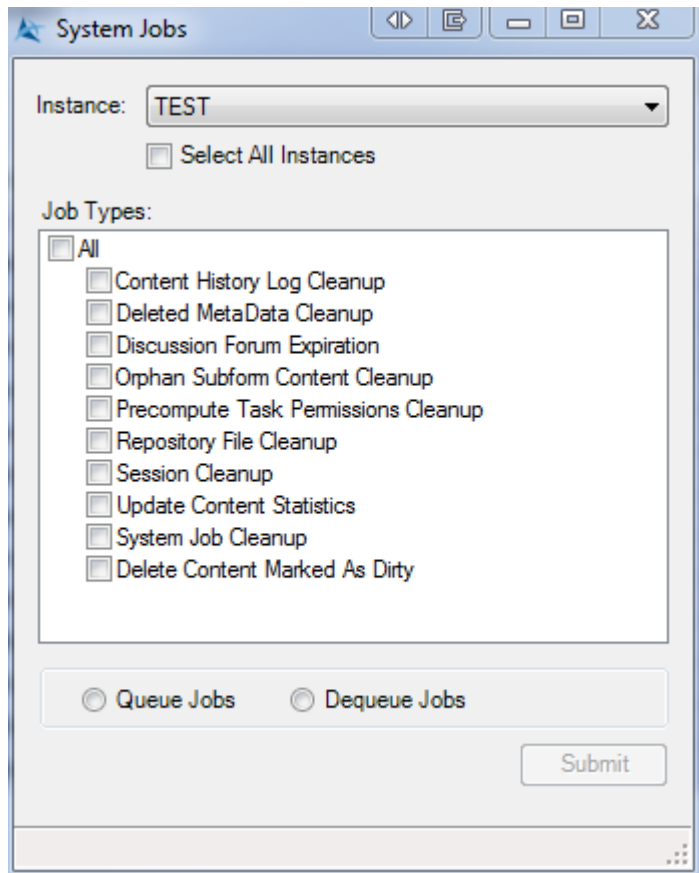 System Jobs
Instance: TEST
Select All Instances
Job Types:
All
Content History Log Cleanup
Deleted MetaData Cleanup
Discussion Forum Expiration
Orphan Subform Content Cleanup
Precompute Task Permissions Cleanup
Repository File Cleanup
Session Cleanup
Update Content Statistics
System Job Cleanup
Delete Content Marked As Dirty
Queue Jobs Dequeue Jobs
Submit